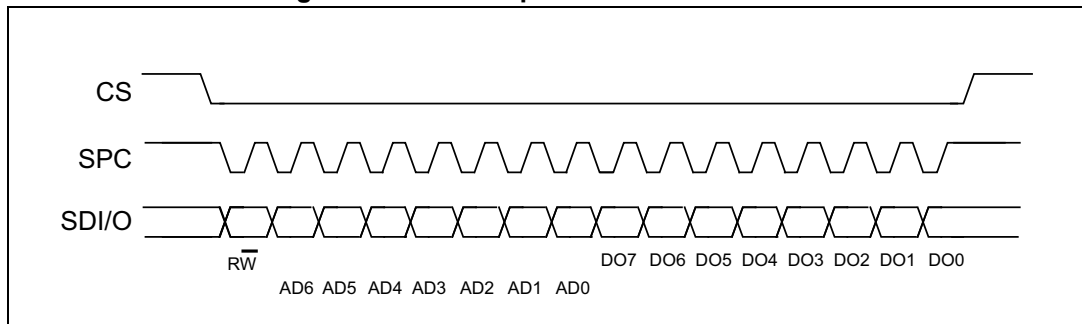 CS
SPC
SDI/O
RW
DO7 DO6 DO5 DO4 DO3 DO2 DO1 DO0
AD6 AD5 AD4 AD3 AD2 AD1 AD0